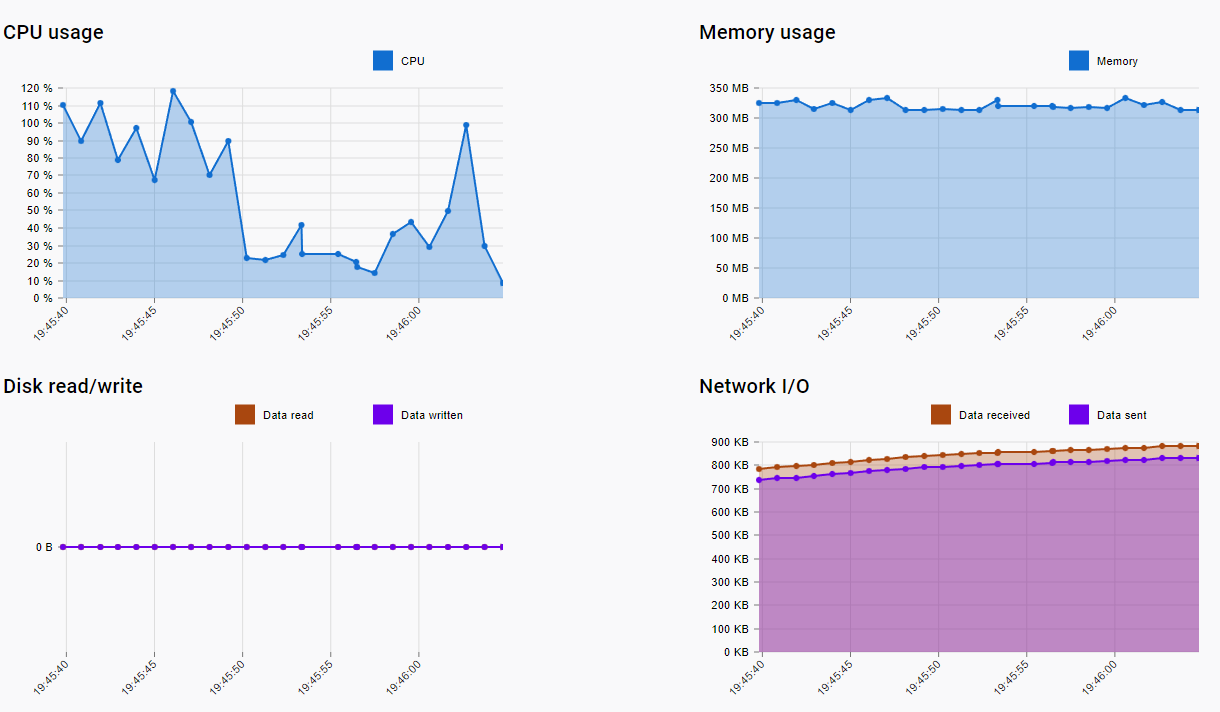 CPU usage
CPU
120 %
110 %
100 %
90 %
80 %
70 %
60 %
50 %
40 %
30 %
20 %
10 %
0 %
19:45:40
19:45:45
19:45:50
19:45:55
19:46:00
Memory usage
Memory
350 MB
300 MB
250 MB
200 MB
150 MB
100 MB
50 MB
0 MB
19:45:40
19:45:45
19:45:50
19:45:55
19:46:00
Disk read/write
Data read
Data written
0 B
19:45:40
19:45:45
19:45:50
19:45:55
19:46:00
Network I/O
Data received
Data sent
900 KB
800 KB
700 KB
600 KB
500 KB
400 KB
300 KB
200 KB
100 KB
0 KB
19:45:40
19:45:45
19:45:50
19:45:55
19:46:00